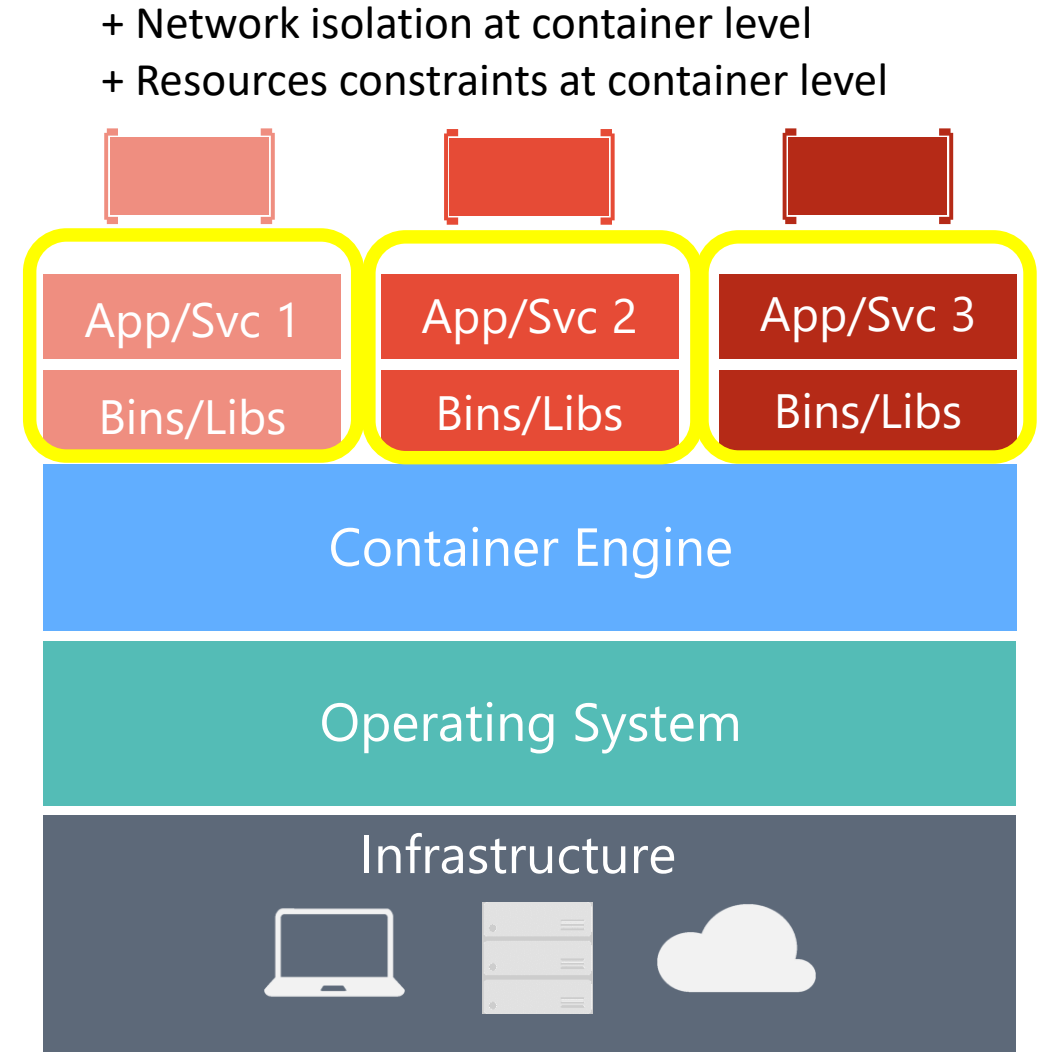 + Network isolation at container level
+ Resources constraints at container level
App/Svc 1
App/Svc 2
App/Svc 3
Bins/Libs
Bins/Libs
Bins/Libs
Container Engine
Operating System
Infrastructure